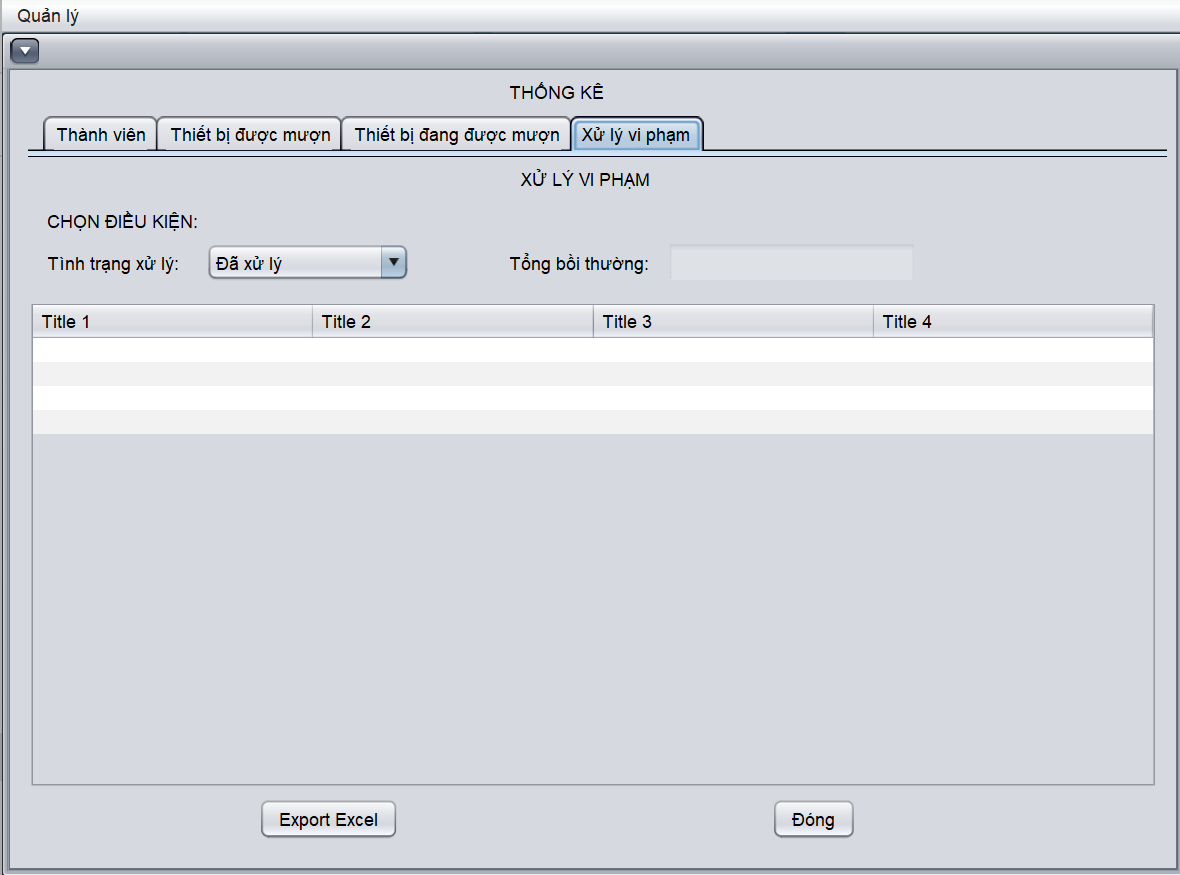 Quản lý
THỐNG KÊ
Thành viên Thiết bị được mượn Thiết bị đang được mượn Xử lý vi phạm
XỬ LÝ VI PHẠM
CHỌN ĐIỀU KIỆN:
Tình trạng xử lý: Đã xử lý Tổng bồi thường:
Title 1 Title 2 Title 3 Title 4
Export Excel Đóng